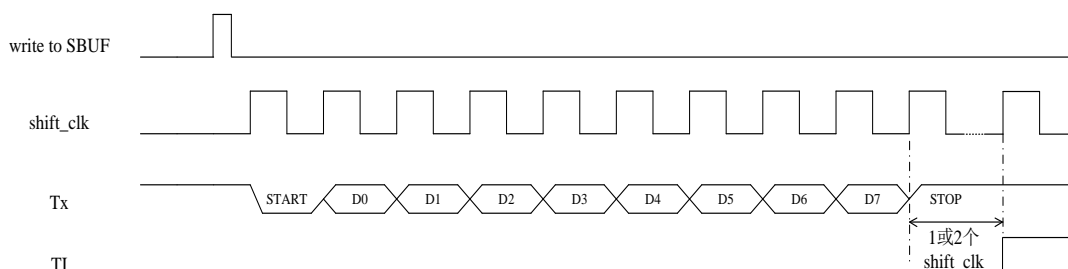 write to SBUF
shift_clk
Tx START D0 D1 D2 D3 D4 D5 D6 D7 STOP
1或2个
shift_clk
TI